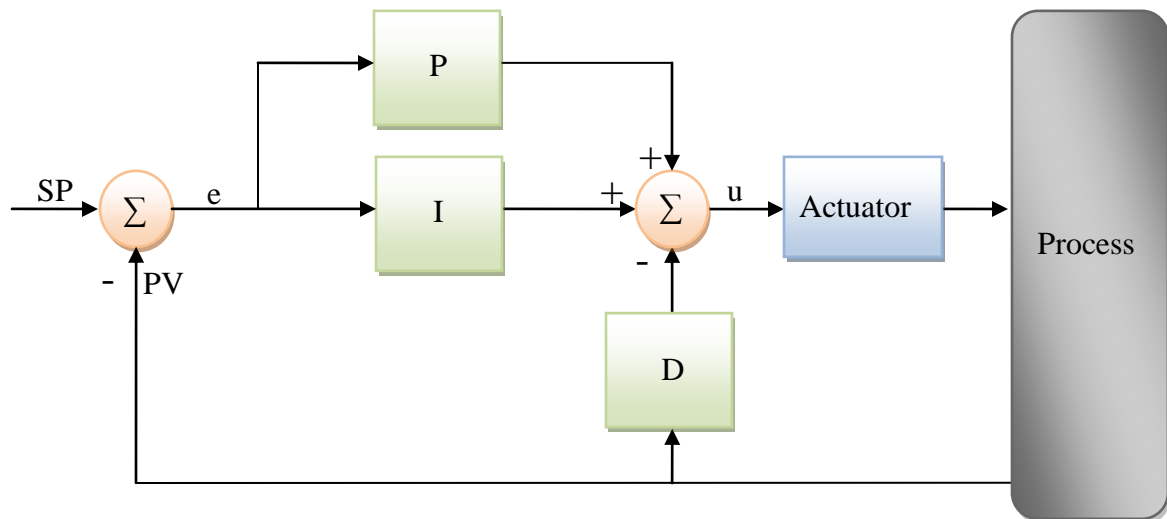 P
+
SP
Σ
e
I
+
Σ
u
Actuator
Process
-
PV
-
D